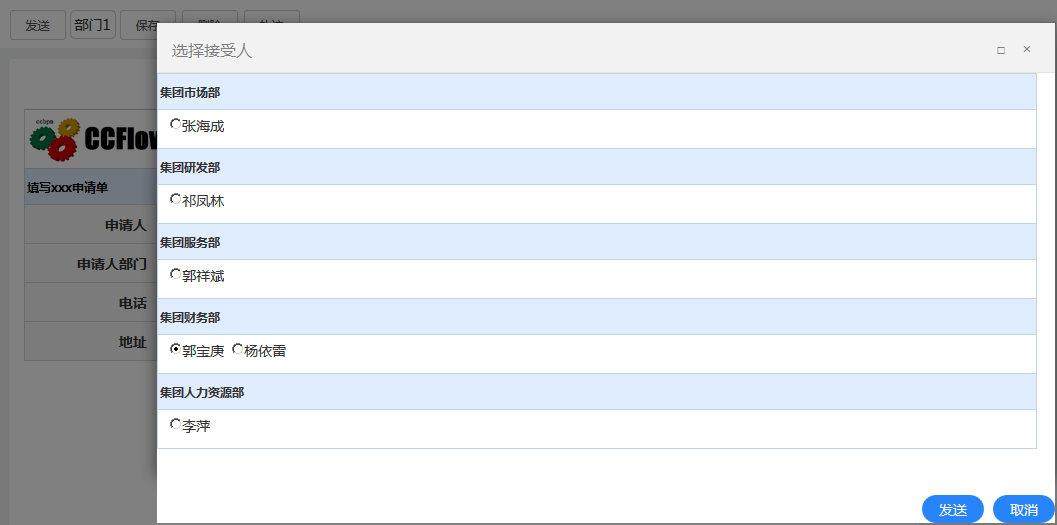 发送 部门1 保存 删除
选择接受人
集团市场部
张海成
集团研发部
祁凤林
集团服务部
郭祥斌
集团财务部
郭宝庚 杨依雷
集团人力资源部
李萍
发送 取消
ccbpm
CCFlow
填写xxx申请单
申请人
申请人部门
电话
地址